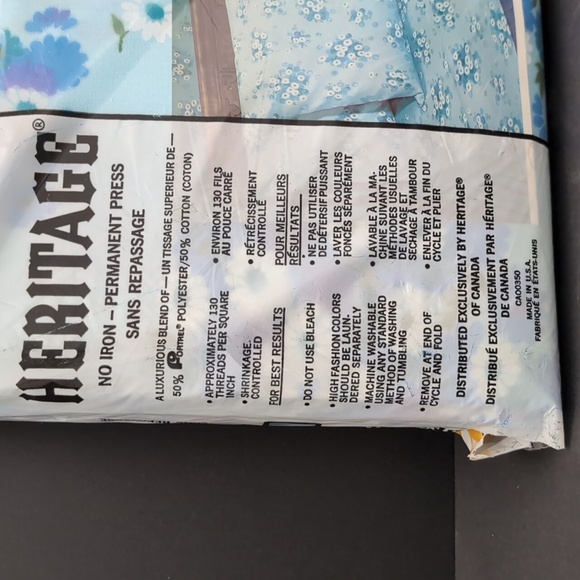 HERITAGE®
NO IRON – PERMANENT PRESS
SANS REPASSAGE
A LUXURIOUS BLEND OF — UN TISSAGE SUPERIEUR DE —
50% FORTREL® POLYESTER/50% COTTON (COTON)
• APPROXIMATELY 130
THREADS PER SQUARE
INCH
• SHRINKAGE
CONTROLLED
FOR BEST RESULTS
• DO NOT USE BLEACH
• HIGH FASHION COLORS
SHOULD BE LAUN-
DERED SEPARATELY
• MACHINE WASHABLE
USING ANY STANDARD
METHOD OF WASHING
AND TUMBLING
• REMOVE AT END OF
CYCLE AND FOLD
• ENVIRON 130 FILS
AU POUCE CARRÉ
• RÉTRÉCISSEMENT
CONTROLLÉ
POUR MEILLEURS
RÉSULTATS
• NE PAS UTILISER
DE DÉTERSIF PUISSANT
• LAVER LES COULEURS
FONCÉS SÉPARÉMENT
• LAVABLE À LA MA-
CHINE SUIVANT LES
MÉTHODES USUELLES
DE LAVAGE ET
SECHAGE À TAMBOUR
• ENLEVER À LA FIN DU
CYCLE ET PLIER
DISTRIBUTED EXCLUSIVELY BY HERITAGE®
OF CANADA
DISTRIBUÉ EXCLUSIVEMENT PAR HÉRITAGE®
DE CANADA
CAO0350
MADE IN U.S.A.
FABRIQUÉ EN ÉTATS-UNIS